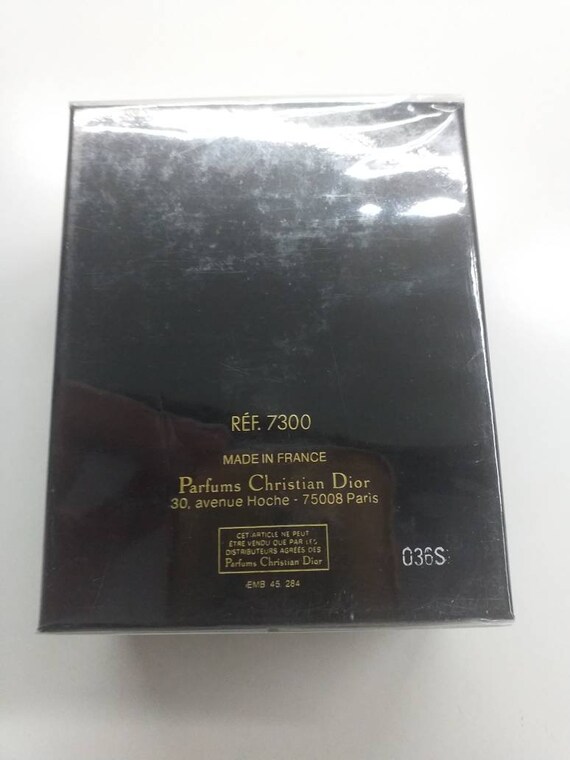 RÉF. 7300
MADE IN FRANCE
Parfums Christian Dior
30, avenue Hoche - 75008 Paris
CET ARTICLE NE PEUT
ÊTRE VENDU QUE PAR LES
DISTRIBUTEURS AGRÉÉS DES
Parfums Christian Dior
036S
EMB 45 284